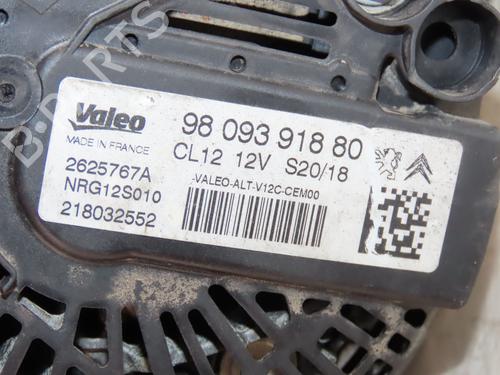 B-PARTS
Valeo
MADE IN FRANCE
98 093 918 80
CL12 12V S20/18
2625767A
NRG12S010
218032552
-VALEO-ALT-V12C-CEM00